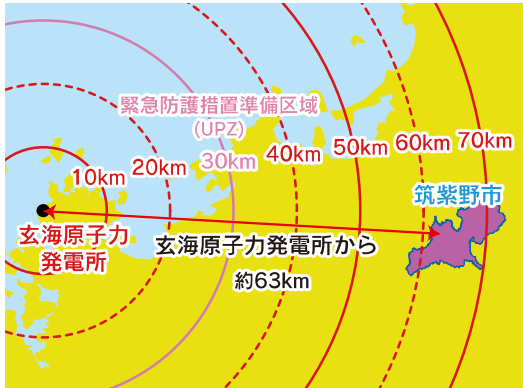 緊急防護措置準備区域
(UPZ)
10km
20km
30km
40km
50km
60km
70km
筑紫野市
玄海原子力
発電所
玄海原子力発電所から
約63km